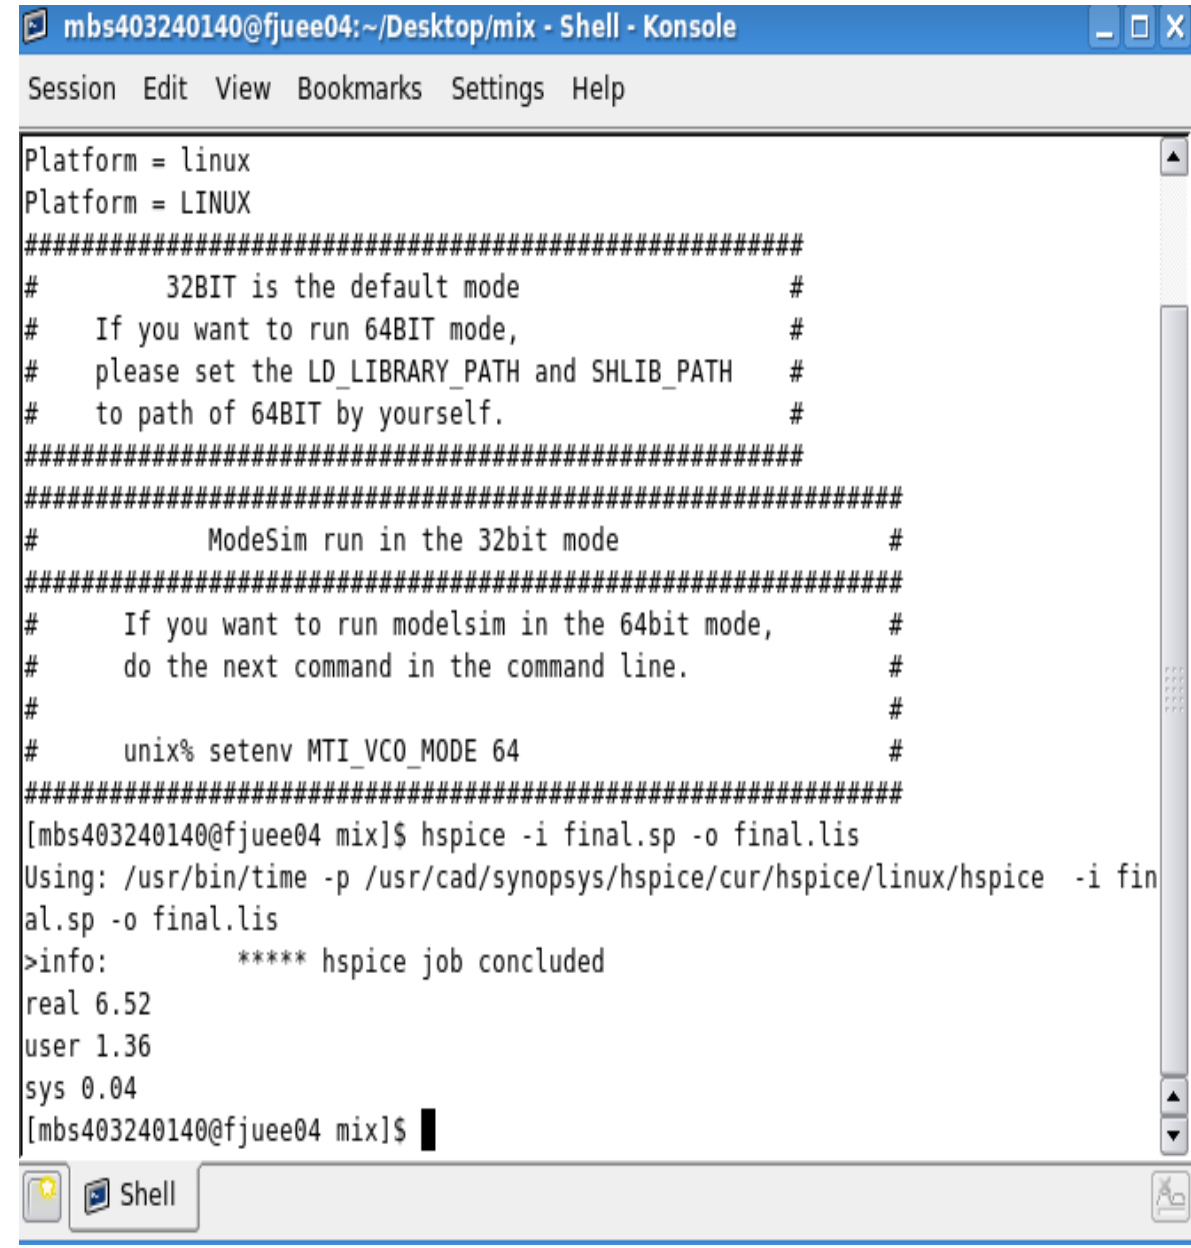 mbs403240140@fjuee04:~/Desktop/mix - Shell - Konsole
Session Edit View Bookmarks Settings Help
Platform = linux
Platform = LINUX
#######################################################
#         32BIT is the default mode                   #
#    If you want to run 64BIT mode,                   #
#    please set the LD_LIBRARY_PATH and SHLIB_PATH    #
#    to path of 64BIT by yourself.                    #
#######################################################
##############################################################
#            ModeSim run in the 32bit mode                   #
##############################################################
#      If you want to run modelsim in the 64bit mode,        #
#      do the next command in the command line.              #
#                                                            #
#      unix% setenv MTI_VCO_MODE 64                          #
##############################################################
[mbs403240140@fjuee04 mix]$ hspice -i final.sp -o final.lis
Using: /usr/bin/time -p /usr/cad/synopsys/hspice/cur/hspice/linux/hspice  -i fin
al.sp -o final.lis
>info:         ***** hspice job concluded
real 6.52
user 1.36
sys 0.04
[mbs403240140@fjuee04 mix]$
Shell